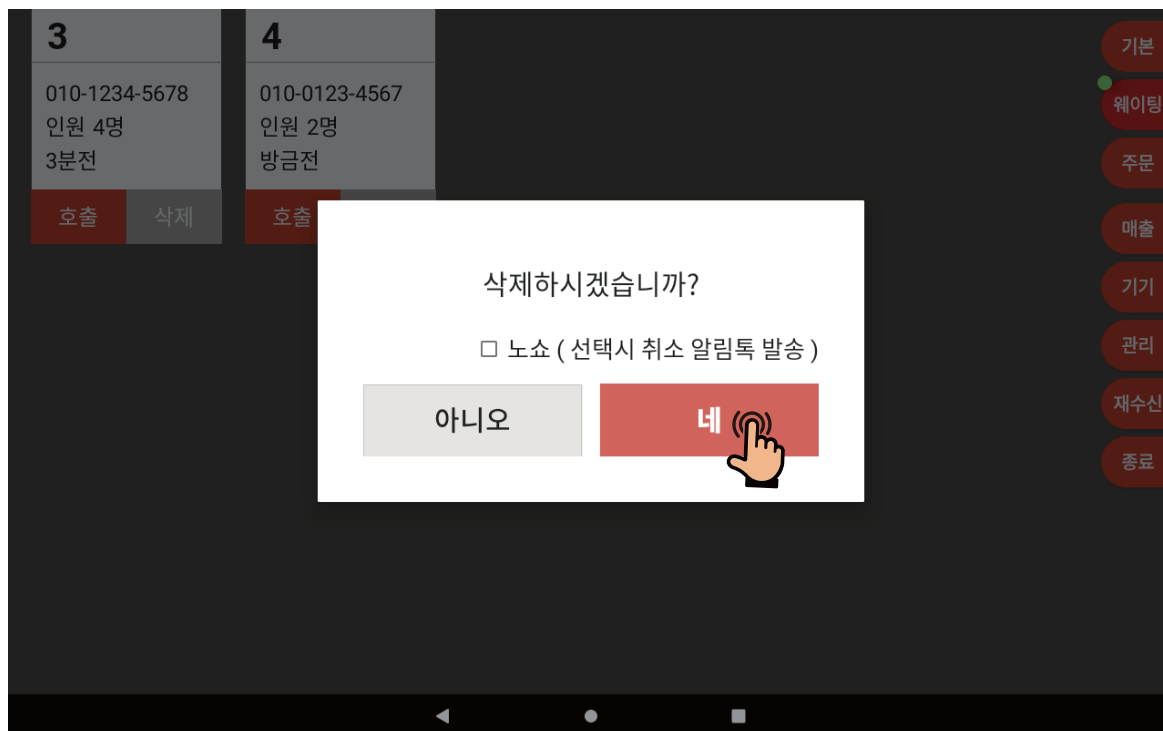 3
010-1234-5678
인원 4명
3분전
호출
삭제
4
010-0123-4567
인원 2명
방금전
호출
삭제하시겠습니까?
□ 노쇼 ( 선택시 취소 알림톡 발송 )
아니오
네
기본
웨이팅
주문
매출
기기
관리
재수신
종료